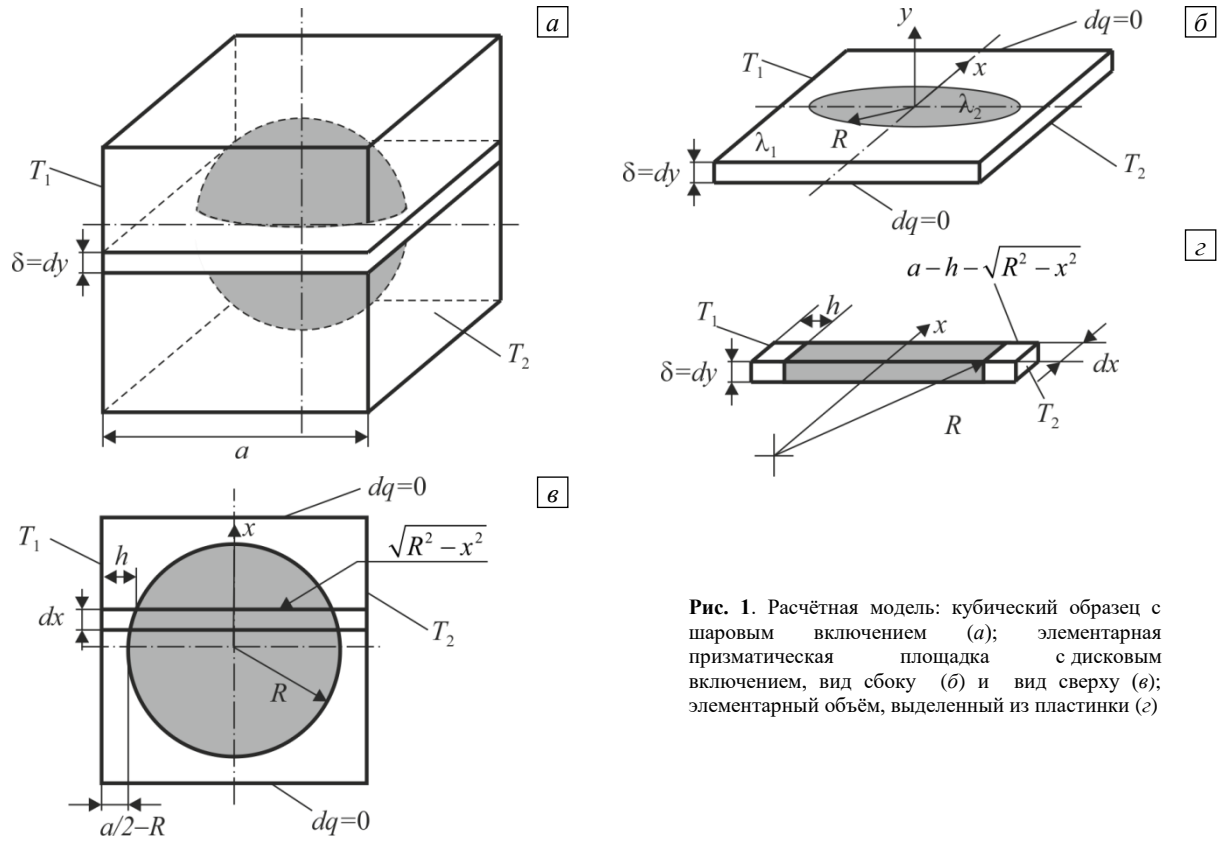 а
T₁
δ=dy
T₂
a
б
y
dq=0
T₁
x
λ₂
R
λ₁
T₂
δ=dy
dq=0
г
a − h − √(R² − x²)
h
T₁
x
δ=dy
dx
T₂
R
в
dq=0
T₁
x
√(R² − x²)
h
dx
T₂
R
a/2−R
dq=0
Рис. 1. Расчётная модель: кубический образец с
шаровым включением (а); элементарная
призматическая площадка с дисковым
включением, вид сбоку (б) и вид сверху (в);
элементарный объём, выделенный из пластинки (г)